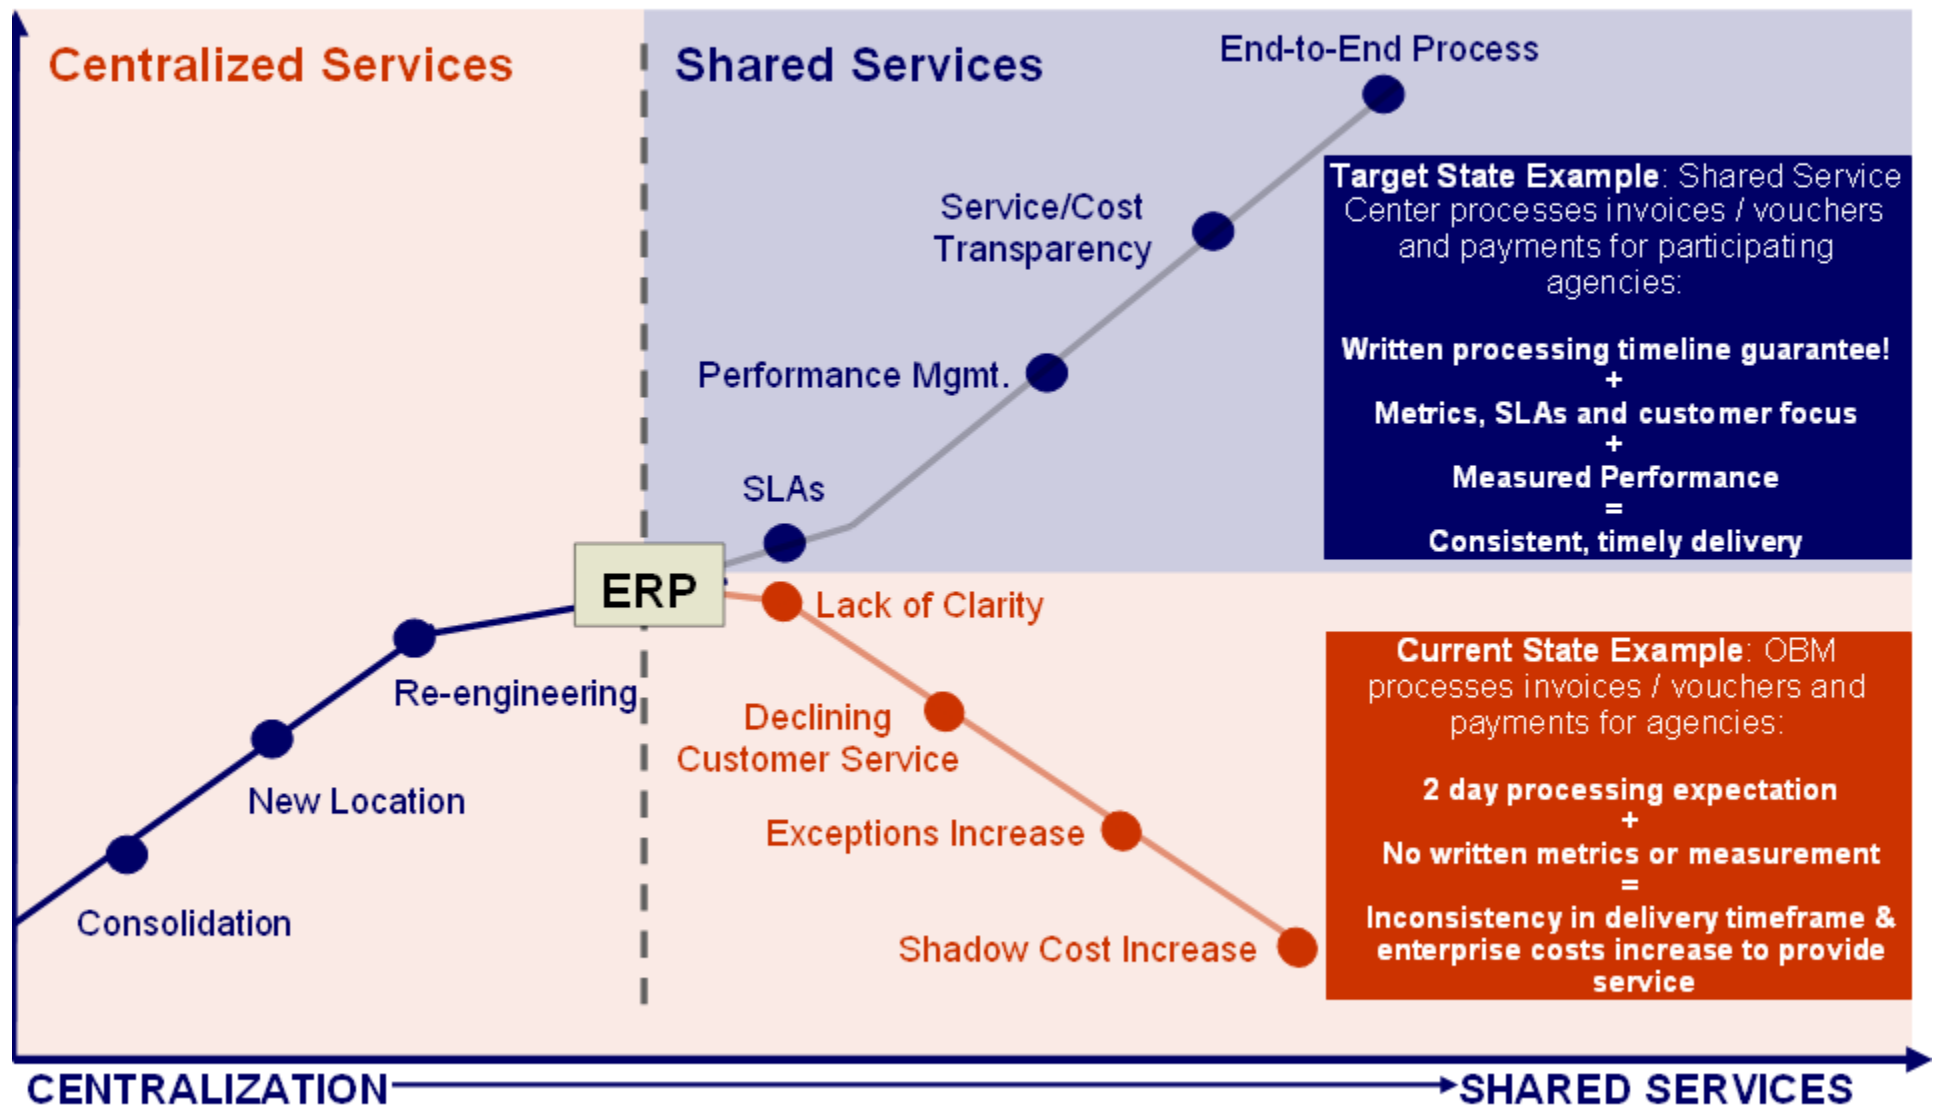 Centralized Services
Shared Services
End-to-End Process
Service/Cost
Transparency
Performance Mgmt.
SLAs
ERP
Re-engineering
New Location
Consolidation
Lack of Clarity
Declining
Customer Service
Exceptions Increase
Shadow Cost Increase
Target State Example: Shared Service
Center processes invoices / vouchers
and payments for participating
agencies:
Written processing timeline guarantee!
+
Metrics, SLAs and customer focus
+
Measured Performance
=
Consistent, timely delivery
Current State Example: OBM
processes invoices / vouchers and
payments for agencies:
2 day processing expectation
+
No written metrics or measurement
=
Inconsistency in delivery timeframe &
enterprise costs increase to provide
service
CENTRALIZATION
SHARED SERVICES